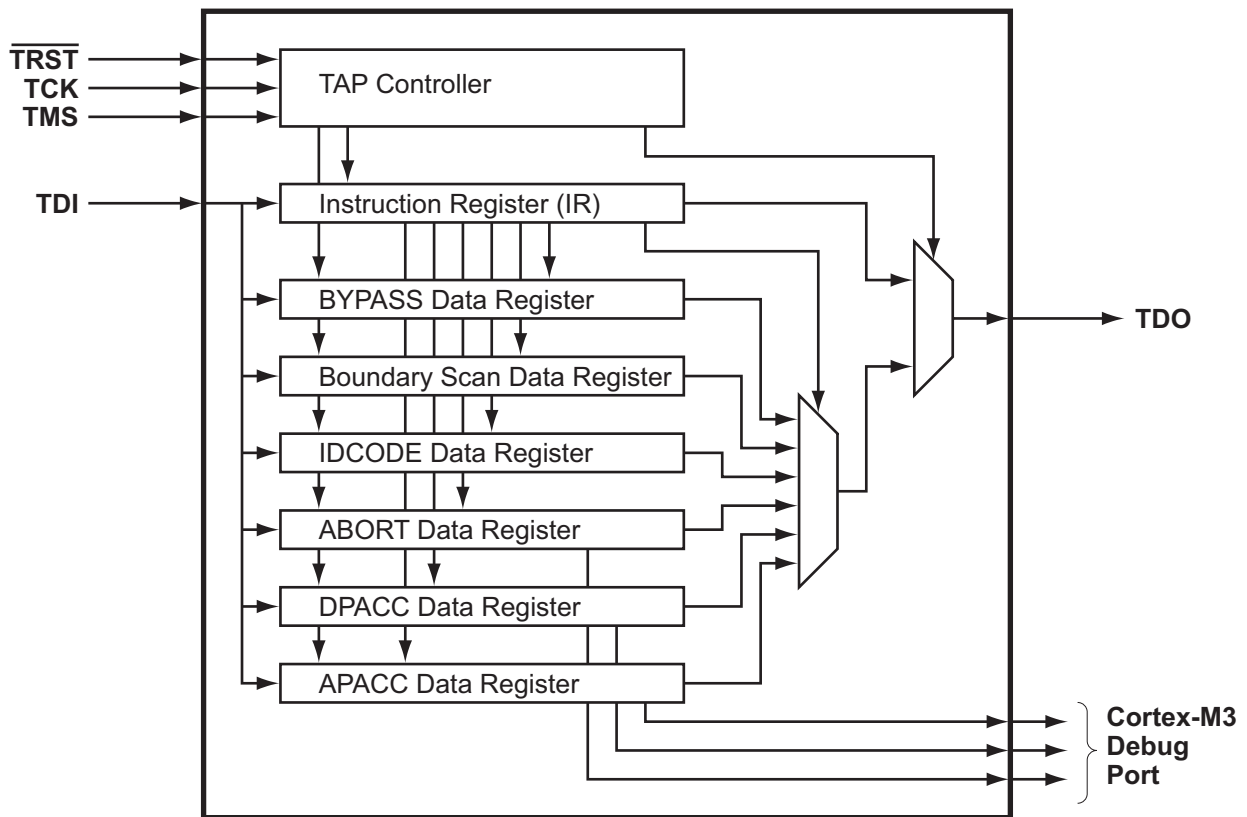 TRST
TCK
TMS
TAP Controller
TDI
Instruction Register (IR)
BYPASS Data Register
TDO
Boundary Scan Data Register
IDCODE Data Register
ABORT Data Register
DPACC Data Register
APACC Data Register
Cortex-M3
Debug
Port